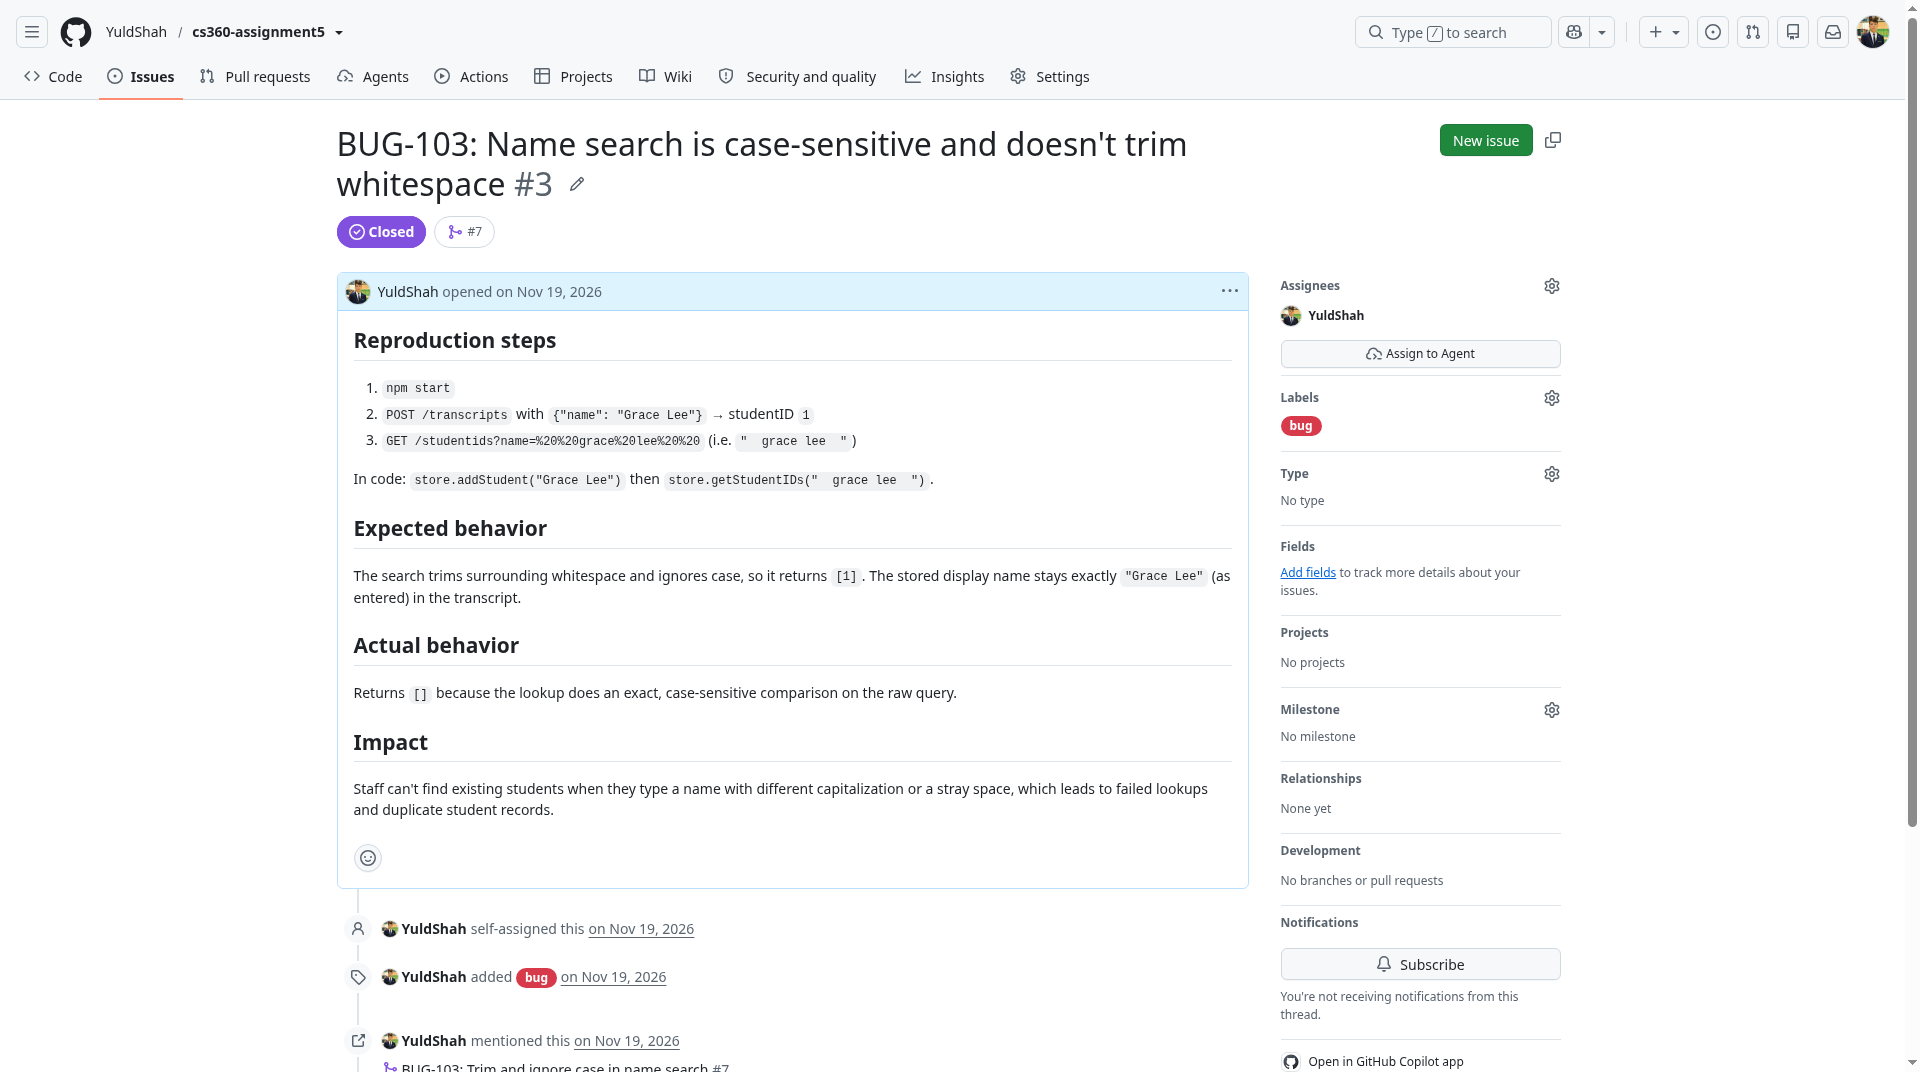 YuldShah / cs360-assignment5
Type / to search
Code
Issues
Pull requests
Agents
Actions
Projects
Wiki
Security and quality
Insights
Settings
BUG-103: Name search is case-sensitive and doesn't trim
whitespace #3
New issue
Closed
#7
YuldShah opened on Nov 19, 2026
Reproduction steps
1. npm start
2. POST /transcripts with {"name": "Grace Lee"} → studentID 1
3. GET /studentids?name=%20%20grace%20lee%20%20 (i.e. "  grace lee  " )
In code: store.addStudent("Grace Lee") then store.getStudentIDs("  grace lee  ") .
Expected behavior
The search trims surrounding whitespace and ignores case, so it returns [1] . The stored display name stays exactly "Grace Lee" (as
entered) in the transcript.
Actual behavior
Returns [] because the lookup does an exact, case-sensitive comparison on the raw query.
Impact
Staff can't find existing students when they type a name with different capitalization or a stray space, which leads to failed lookups
and duplicate student records.
YuldShah self-assigned this on Nov 19, 2026
YuldShah added bug on Nov 19, 2026
YuldShah mentioned this on Nov 19, 2026
BUG-103: Trim and ignore case in name search #7
Assignees
YuldShah
Assign to Agent
Labels
bug
Type
No type
Fields
Add fields to track more details about your
issues.
Projects
No projects
Milestone
No milestone
Relationships
None yet
Development
No branches or pull requests
Notifications
Subscribe
You're not receiving notifications from this
thread.
Open in GitHub Copilot app